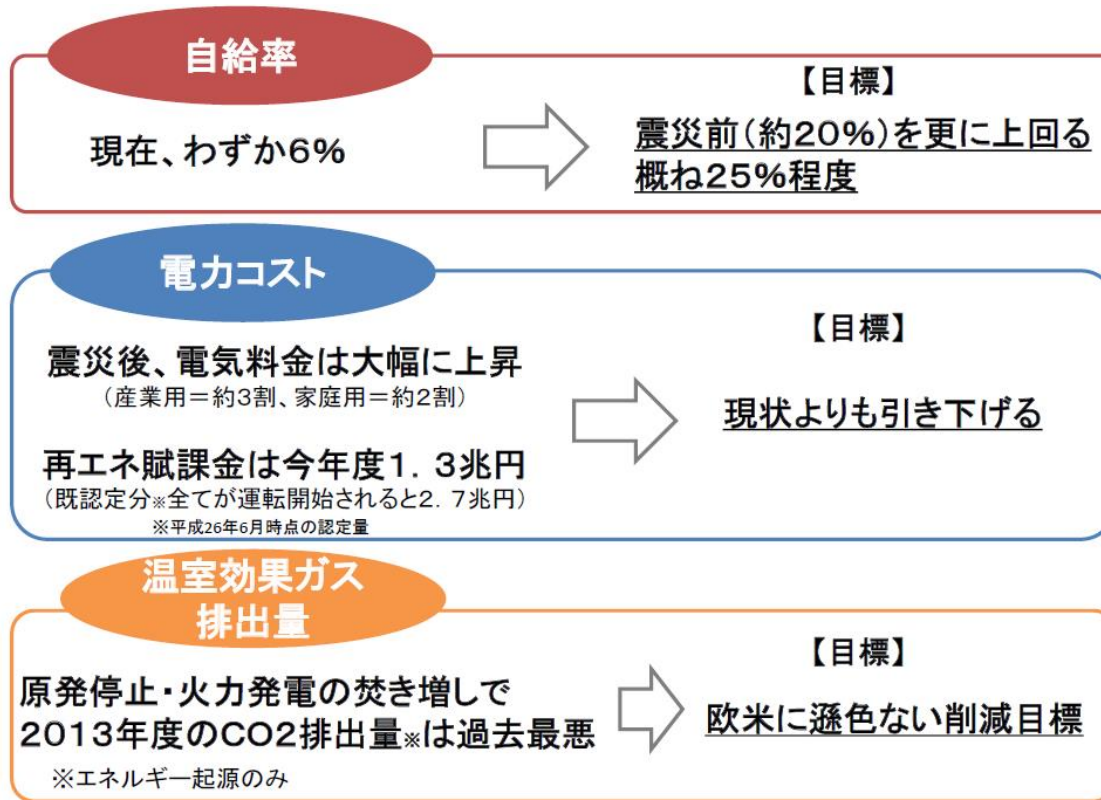 自給率
現在、わずか6%
【目標】
震災前(約20%)を更に上回る
概ね25%程度
電力コスト
震災後、電気料金は大幅に上昇
(産業用=約3割、家庭用=約2割)
再エネ賦課金は今年度1.3兆円
(既認定分※全てが運転開始されると2.7兆円)
※平成26年6月時点の認定量
【目標】
現状よりも引き下げる
温室効果ガス
排出量
原発停止・火力発電の焚き増しで
2013年度のCO2排出量※は過去最悪
※エネルギー起源のみ
【目標】
欧米に遜色ない削減目標